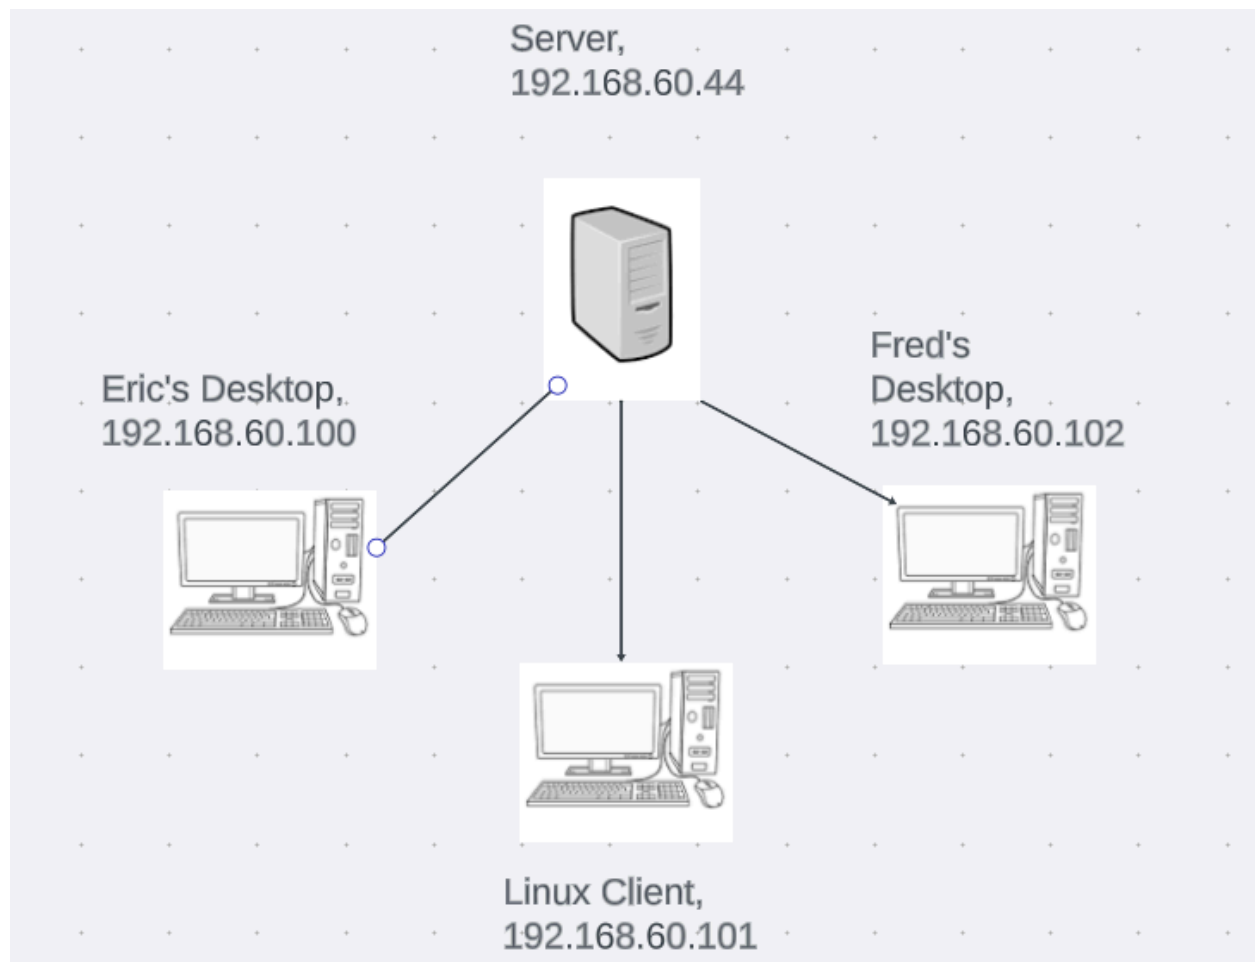 Server,
192.168.60.44
Fred's
Desktop,
192.168.60.102
Eric's Desktop,
192.168.60.100
Linux Client,
192.168.60.101